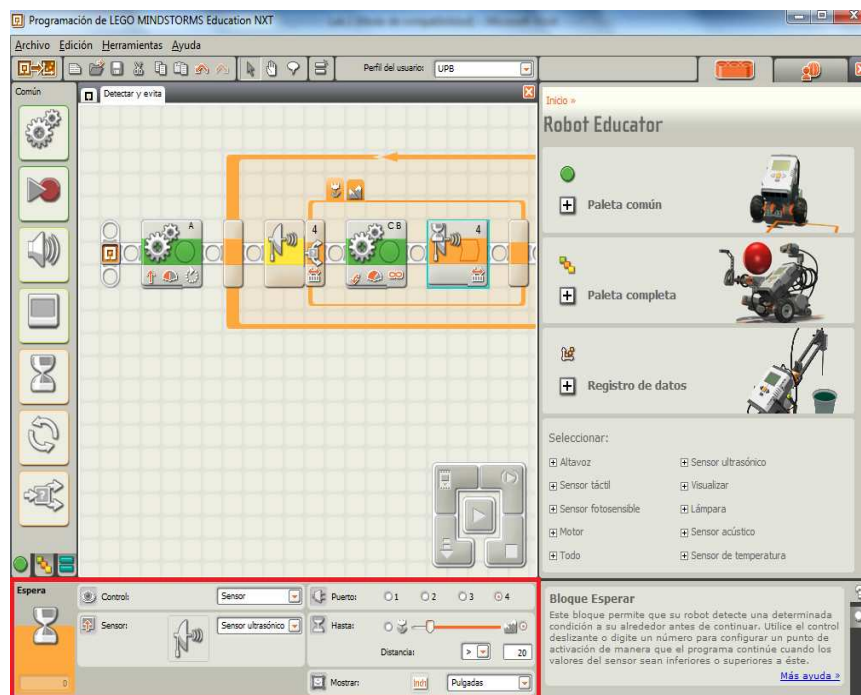 Programación de LEGO MINDSTORMS Education NXT
Archivo Edición Herramientas Ayuda
Perfil del usuario: UPB
Común
Detectar y evita
A
4
C B
4
Inicio »
Robot Educator
Paleta común
Paleta completa
Registro de datos
Seleccionar:
Altavoz
Sensor ultrasónico
Sensor táctil
Visualizar
Sensor fotosensible
Lámpara
Motor
Sensor acústico
Todo
Sensor de temperatura
Espera
Control: Sensor
Puerto: 1 2 3 4
Sensor: Sensor ultrasónico
Hasta:
Distancia: > 20
Mostrar: Pulgadas
0
Bloque Esperar
Este bloque permite que su robot detecte una determinada
condición a su alrededor antes de continuar. Utilice el control
deslizante o digite un número para configurar un punto de
activación de manera que el programa continúe cuando los
valores del sensor sean inferiores o superiores a éste.
Más ayuda »